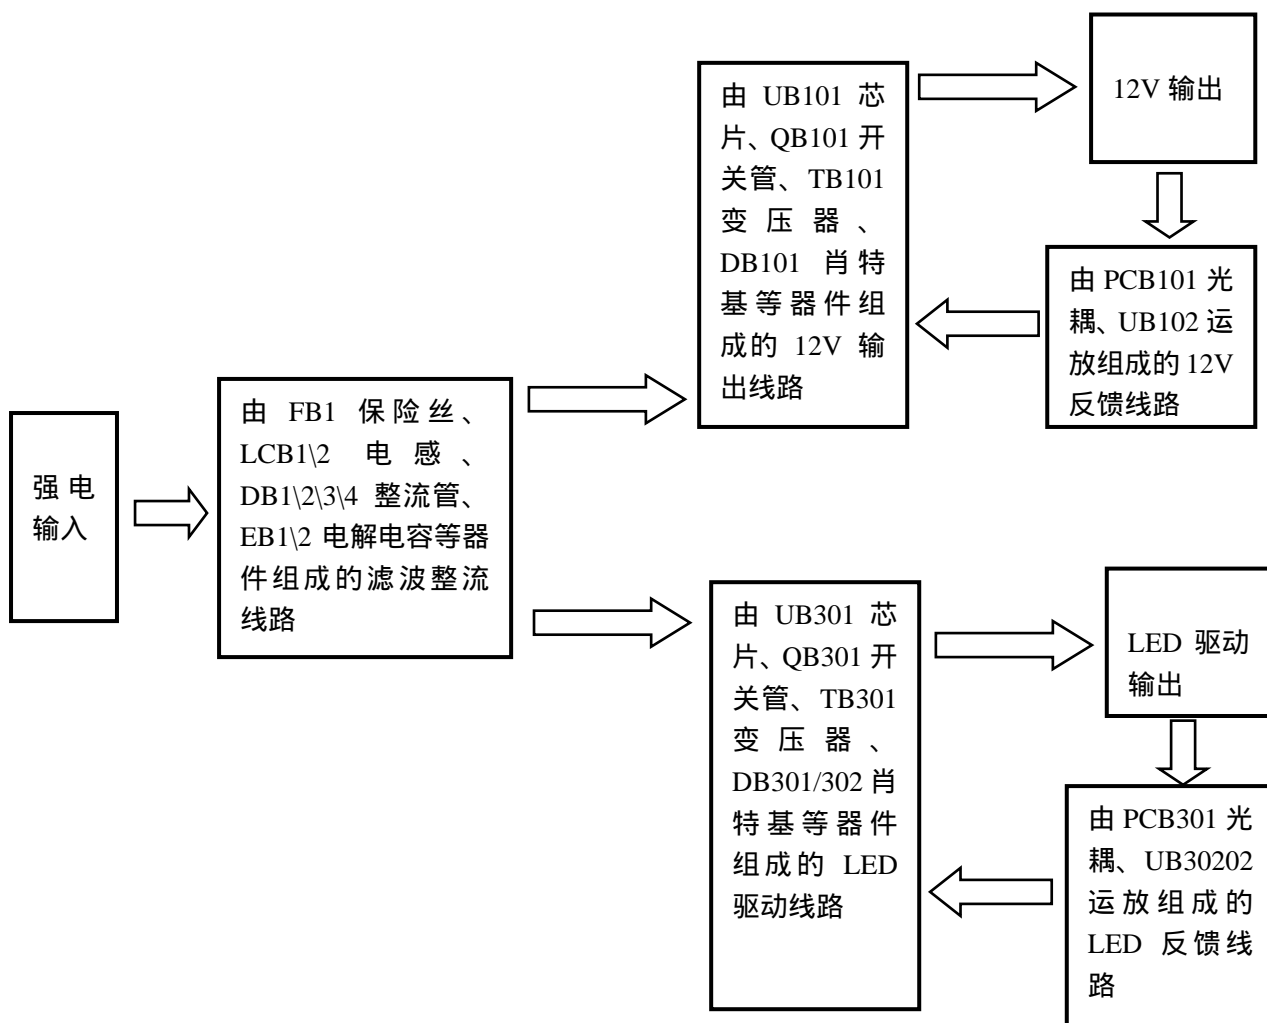 强电
输入
由 FB1 保险丝、
LCB1\2 电感、
DB1\2\3\4 整流管、
EB1\2 电解电容等器
件组成的滤波整流
线路
由 UB101 芯
片、QB101 开
关管、TB101
变压器、
DB101 肖特
基等器件组
成的 12V 输
出线路
12V 输出
由 PCB101 光
耦、UB102 运
放组成的 12V
反馈线路
由 UB301 芯
片、QB301 开
关管、TB301
变压器、
DB301/302 肖
特基等器件
组成的 LED
驱动线路
LED 驱动
输出
由 PCB301 光
耦、UB30202
运放组成的
LED 反馈线
路